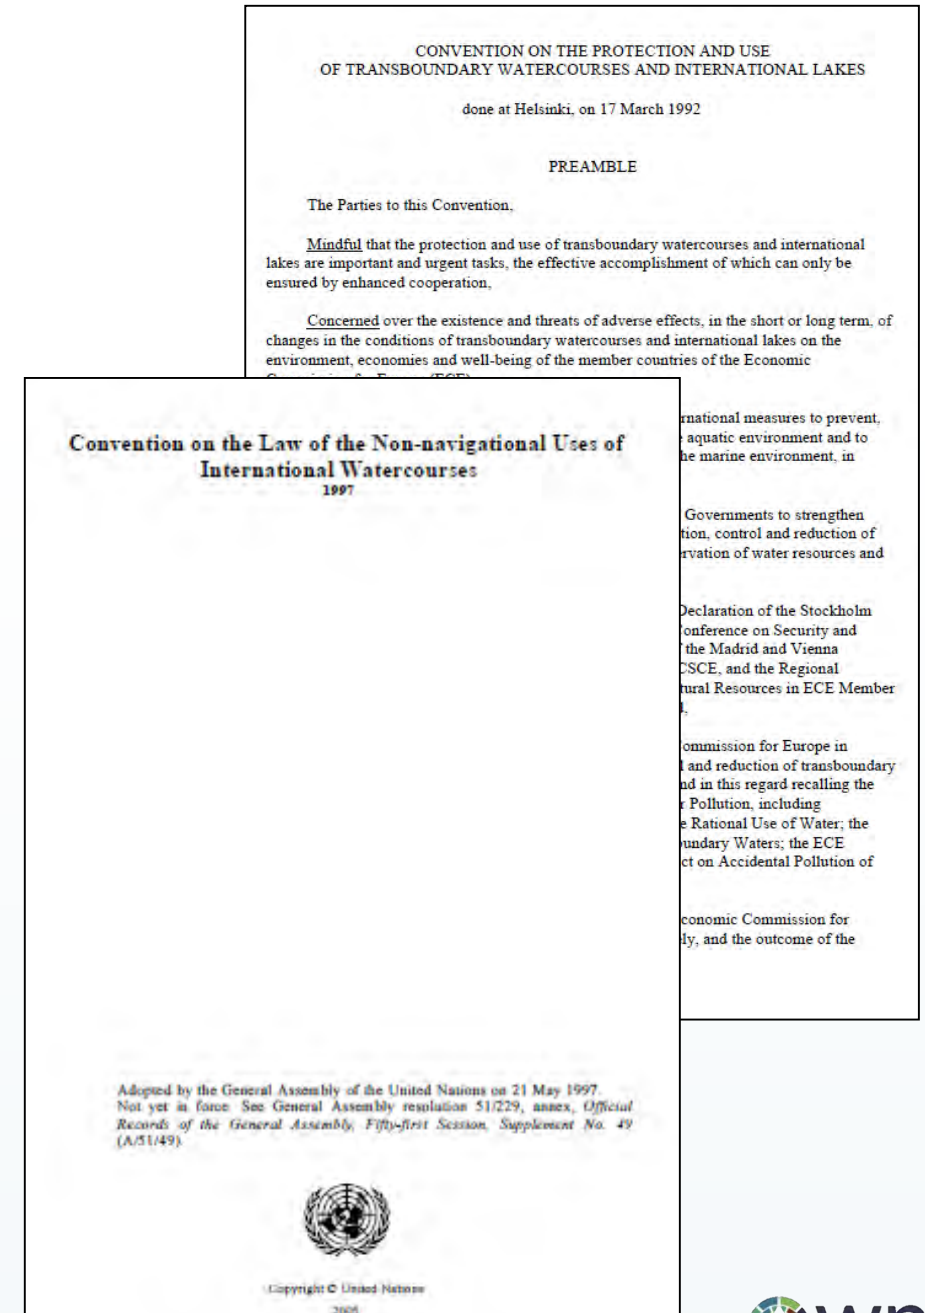 CONVENTION ON THE PROTECTION AND USE
OF TRANSBOUNDARY WATERCOURSES AND INTERNATIONAL LAKES
done at Helsinki, on 17 March 1992
PREAMBLE
The Parties to this Convention,
Mindful that the protection and use of transboundary watercourses and international
lakes are important and urgent tasks, the effective accomplishment of which can only be
ensured by enhanced cooperation,
Concerned over the existence and threats of adverse effects, in the short or long term, of
changes in the conditions of transboundary watercourses and international lakes on the
environment, economies and well-being of the member countries of the Economic
measures to prevent,
aquatic environment and to
marine environment, in
Governments to strengthen
control and reduction of
of water resources and
Declaration of the Stockholm
Conference on Security and
the Madrid and Vienna
CSCE, and the Regional
Resources in ECE Member
Commission for Europe in
and reduction of transboundary
in this regard recalling the
Pollution, including
Rational Use of Water; the
Waters; the ECE
on Accidental Pollution of
Economic Commission for
and the outcome of the
Convention on the Law of the Non-navigational Uses of
International Watercourses
1997
Adopted by the General Assembly of the United Nations on 21 May 1997.
Not yet in force. See General Assembly resolution 51/229, annex, Official
Records of the General Assembly, Fifty-first Session, Supplement No. 49
(A/51/49).
Copyright © United Nations
2005